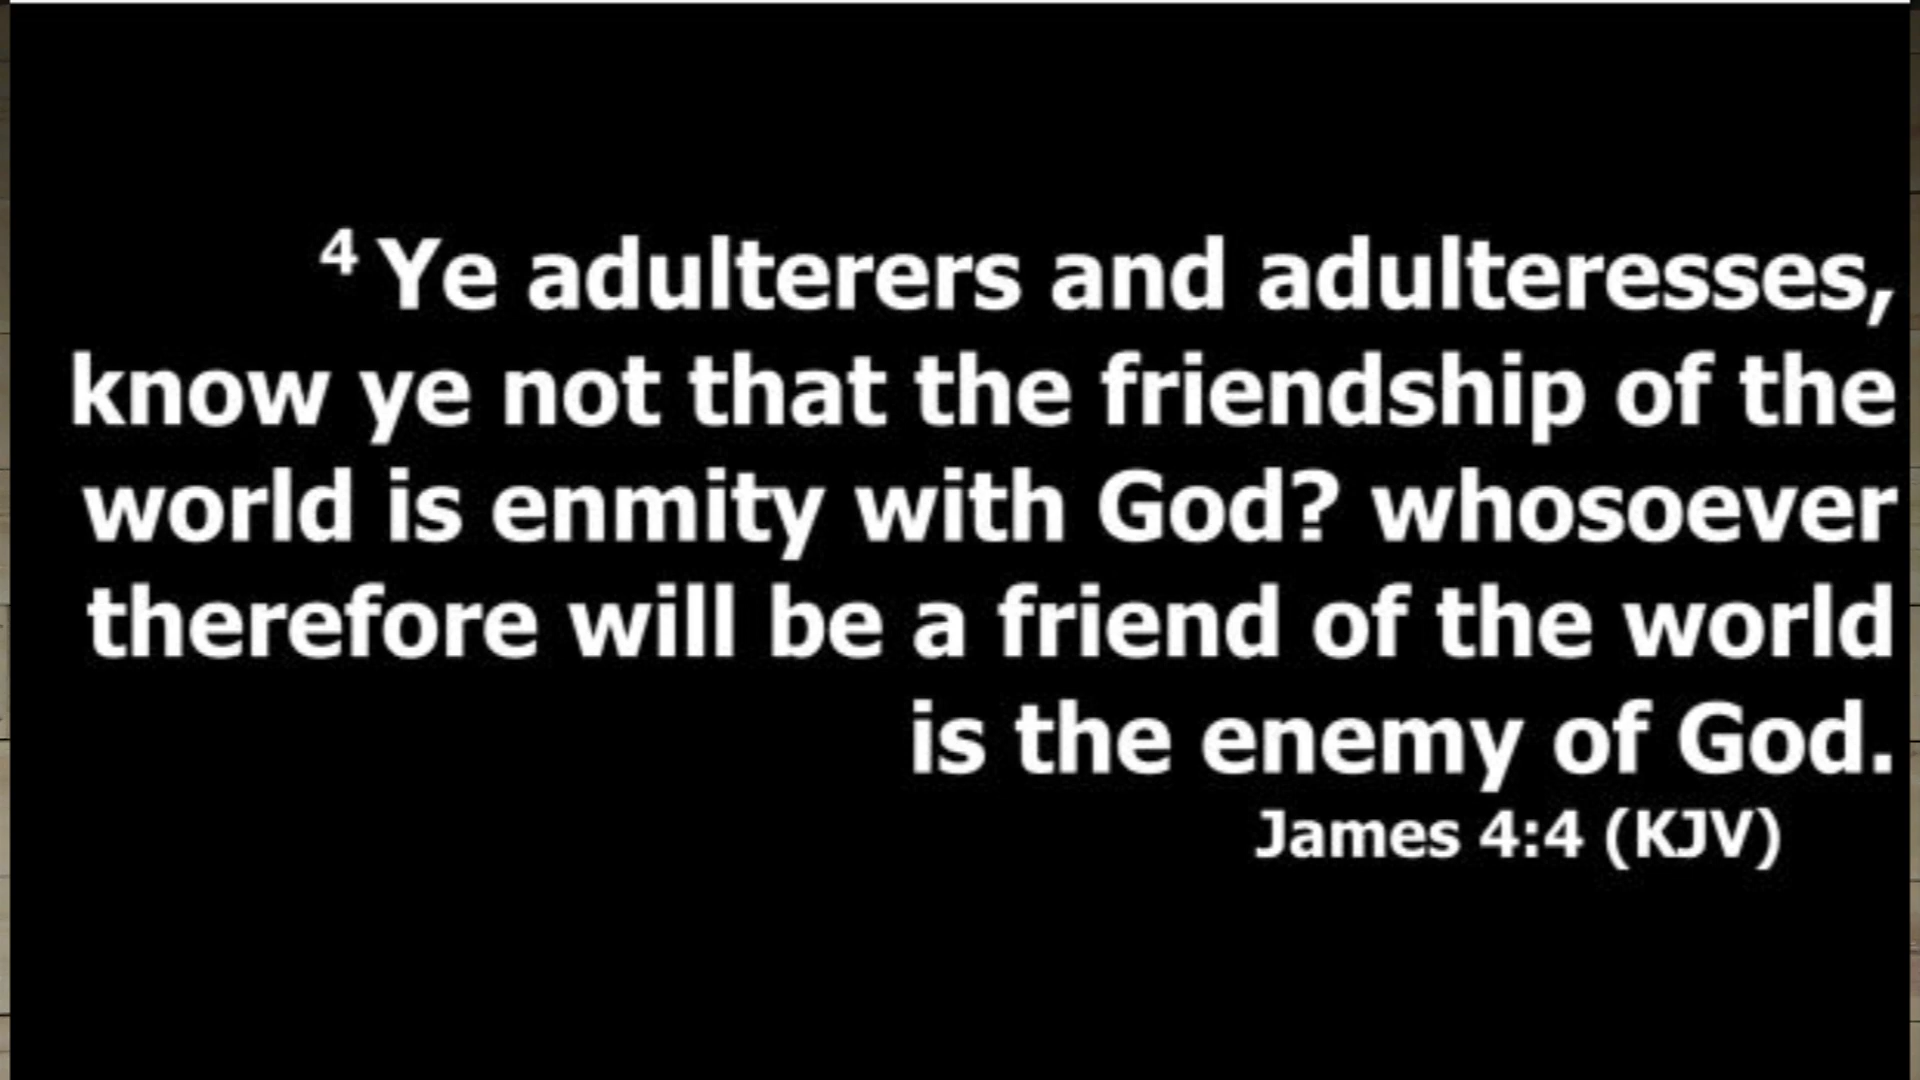 4 Ye adulterers and adulteresses,
know ye not that the friendship of the
world is enmity with God? whosoever
therefore will be a friend of the world
is the enemy of God.
James 4:4 (KJV)